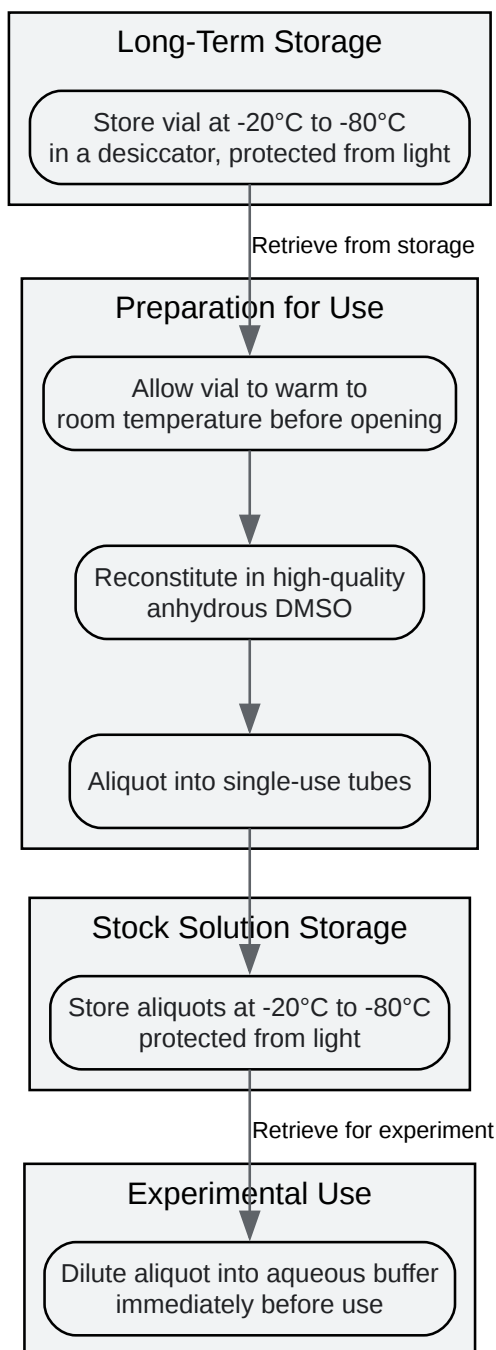 Long-Term Storage
Store vial at -20°C to -80°C
in a desiccator, protected from light
Retrieve from storage
Preparation for Use
Allow vial to warm to
room temperature before opening
Reconstitute in high-quality
anhydrous DMSO
Aliquot into single-use tubes
Stock Solution Storage
Store aliquots at -20°C to -80°C
protected from light
Retrieve for experiment
Experimental Use
Dilute aliquot into aqueous buffer
immediately before use